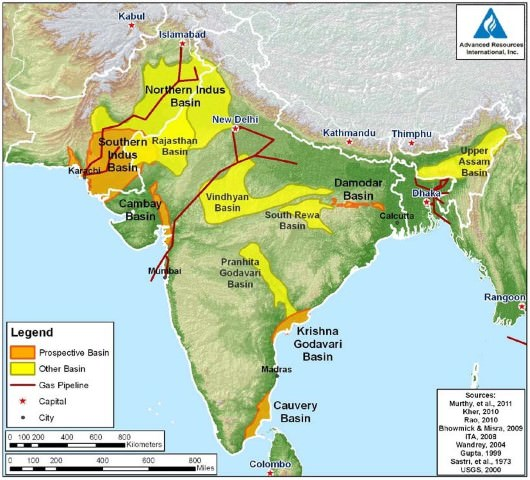 Kabul
Islamabad
Advanced Resources
International, Inc.
Northern Indus
Basin
New Delhi
Kathmandu
Thimphu
Southern
Indus
Basin
Rajasthan
Basin
Karachi
Upper
Assam
Basin
Cambay
Basin
Vindhyan
Basin
South Rewa
Basin
Damodar
Basin
Dhaka
Calcutta
Mumbai
Pranhita
Godavari
Basin
Rangoon
Krishna
Godavari
Basin
Madras
Cauvery
Basin
Colombo
Legend
Prospective Basin
Other Basin
Gas Pipeline
Capital
City
0 100 200 400 600 800
Kilometers
0 100 200 400 600 800
Miles
Sources:
Murthy, et al., 2011
Kher, 2010
Rao, 2010
Bhowmick & Misra, 2009
ITA, 2008
Wandrey, 2004
Gupta, 1999
Sastri, et al., 1973
USGS, 2000